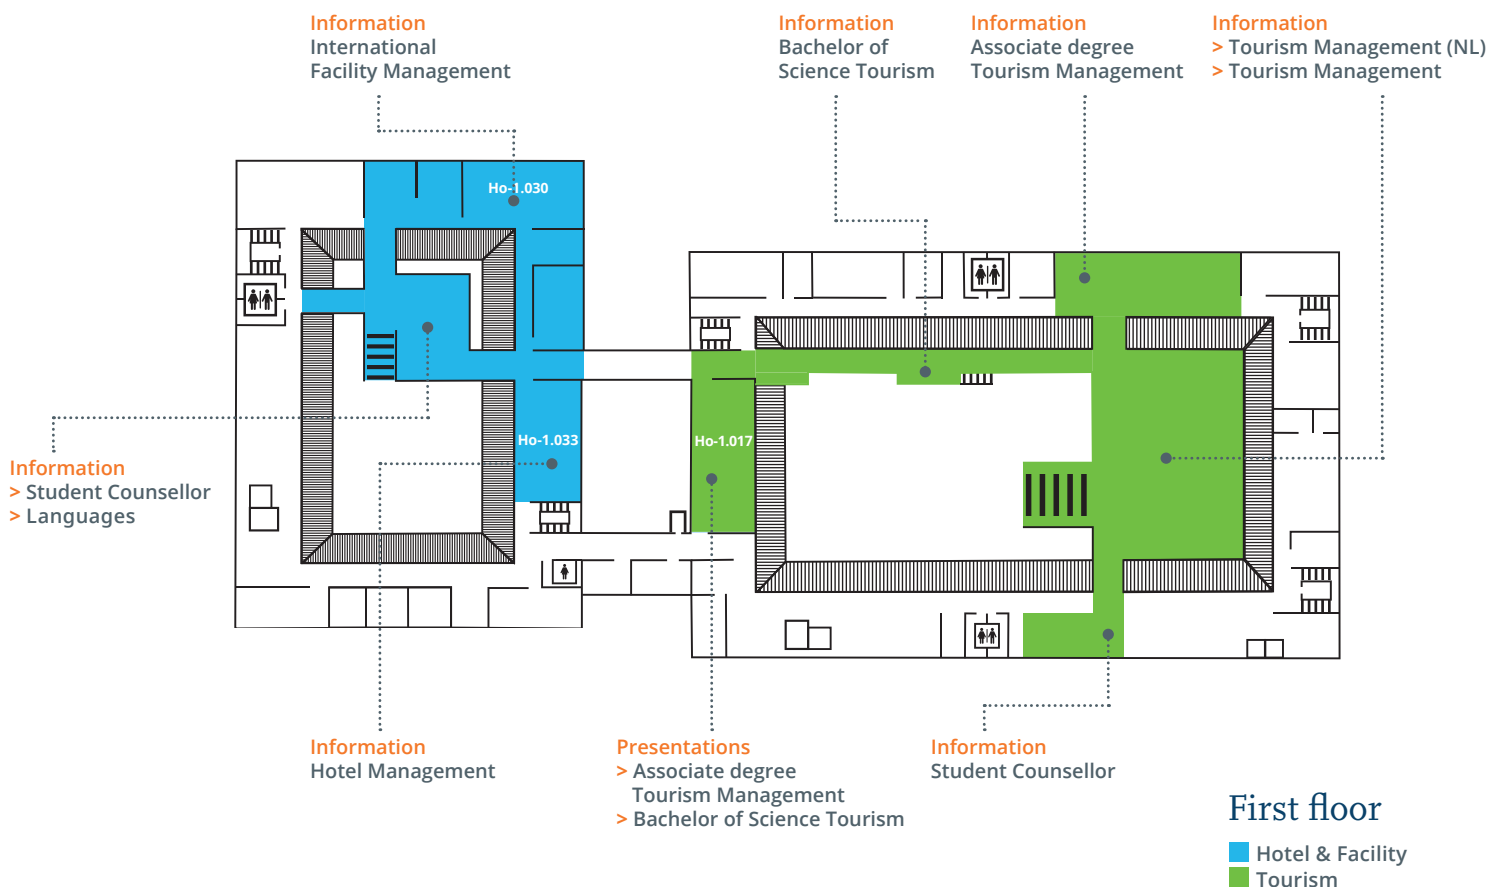 Information
International
Facility Management
Information
Bachelor of
Science Tourism
Information
Associate degree
Tourism Management
Information
> Tourism Management (NL)
> Tourism Management
Ho-1.030
Ho-1.033
Ho-1.017
Information
> Student Counsellor
> Languages
Information
Hotel Management
Presentations
> Associate degree
Tourism Management
> Bachelor of Science Tourism
Information
Student Counsellor
First floor
Hotel & Facility
Tourism